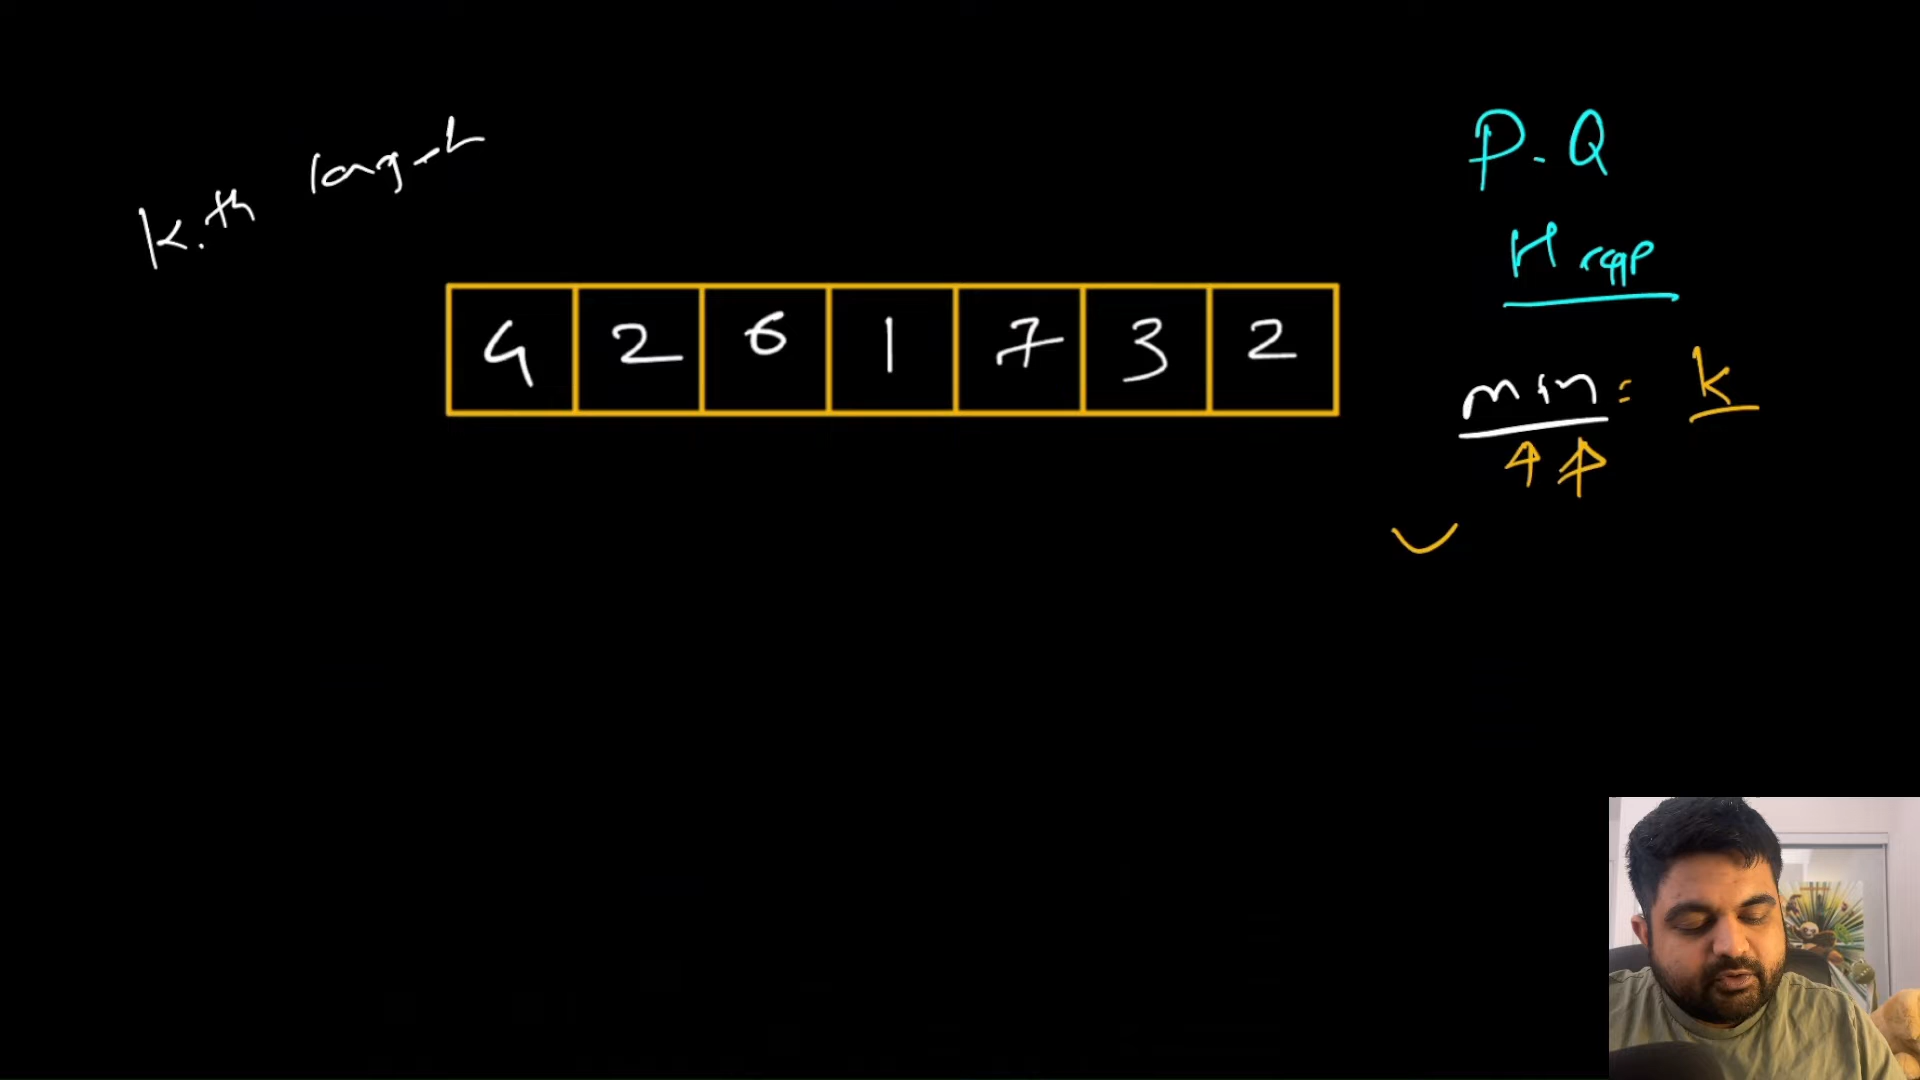 k.th largest
4 2 6 1 7 3 2
P.Q
Heap
min = k